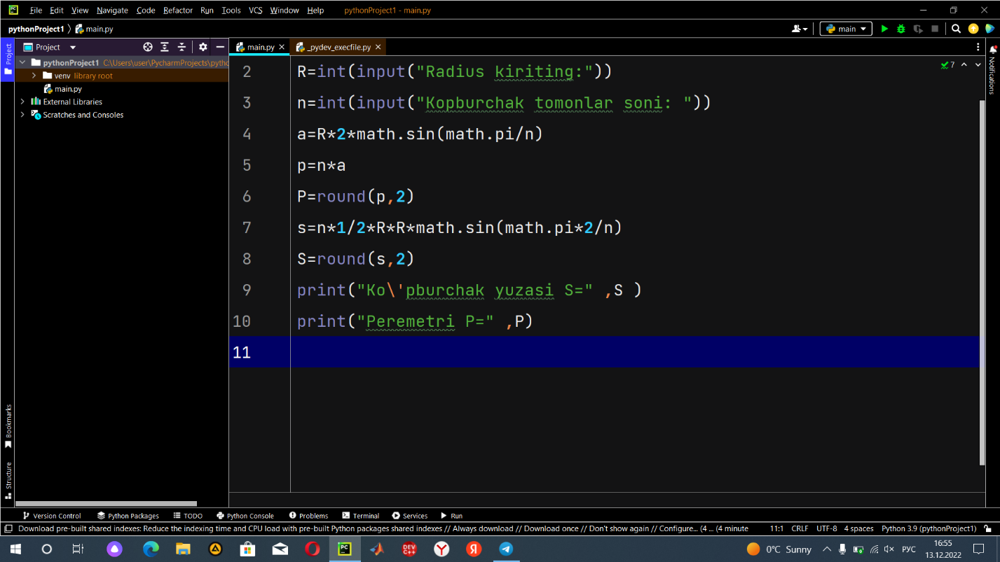 File Edit View Navigate Code Refactor Run Tools VCS Window Help pythonProject1 - main.py
pythonProject1 main.py main
Project main.py _pydev_execfile.py
Project
pythonProject1 C:\Users\user\PycharmProjects\pytho
venv library root
main.py
External Libraries
Scratches and Consoles
7
Notifications
2 R=int(input("Radius kiriting:"))
3 n=int(input("Kopburchak tomonlar soni: "))
4 a=R*2*math.sin(math.pi/n)
5 p=n*a
6 P=round(p,2)
7 s=n*1/2*R*R*math.sin(math.pi*2/n)
8 S=round(s,2)
9 print("Ko\'pburchak yuzasi S=" ,S )
10 print("Peremetri P=" ,P)
11
Bookmarks
Structure
Version Control Python Packages TODO Python Console Problems Terminal Services Run
Download pre-built shared indexes: Reduce the indexing time and CPU load with pre-built Python packages shared indexes // Always download // Download once // Don't show again // Configure... (4 ... (4 minute 11:1 CRLF UTF-8 4 spaces Python 3.9 (pythonProject1)
PC DEV C++ Y Я 0°C Sunny РУС 16:55
13.12.2022